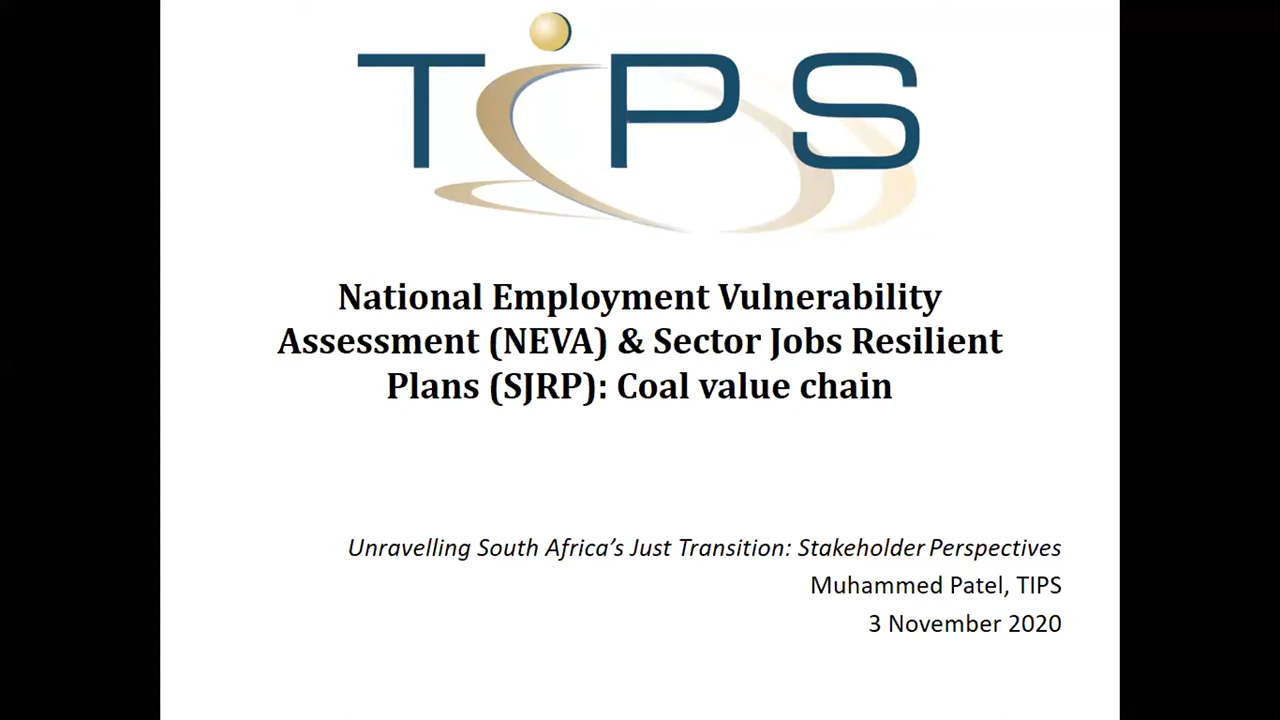 TiPS
National Employment Vulnerability
Assessment (NEVA) & Sector Jobs Resilient
Plans (SJRP): Coal value chain
Unravelling South Africa's Just Transition: Stakeholder Perspectives
Muhammed Patel, TIPS
3 November 2020